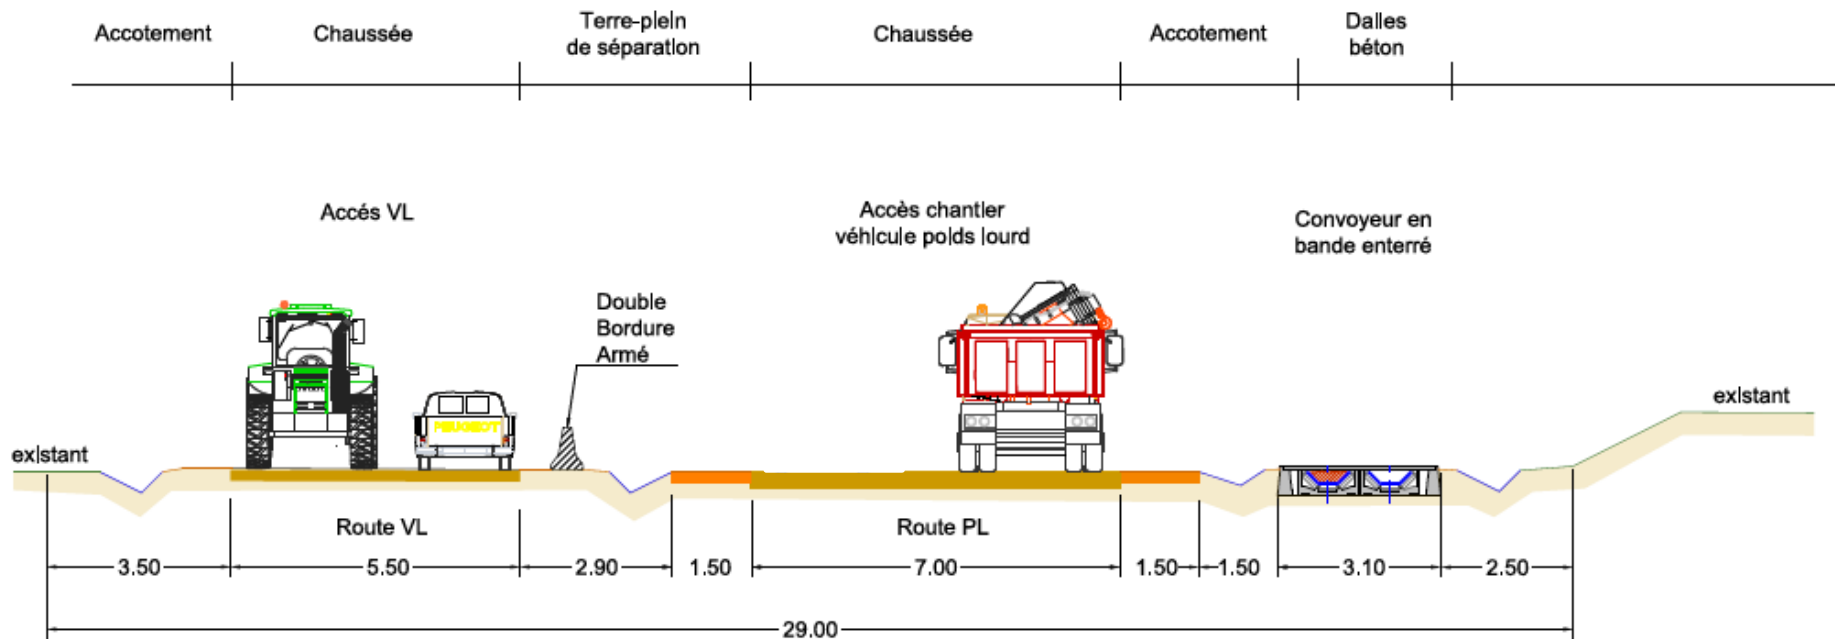 Accotement
Chaussée
Terre-plein
de séparation
Chaussée
Accotement
Dalles
béton
Accés VL
Accès chantier
véhicule poids lourd
Convoyeur en
bande enterré
Double
Bordure
Armé
PEUGEOT
existant
existant
Route VL
Route PL
3.50
5.50
2.90
1.50
7.00
1.50
1.50
3.10
2.50
29.00